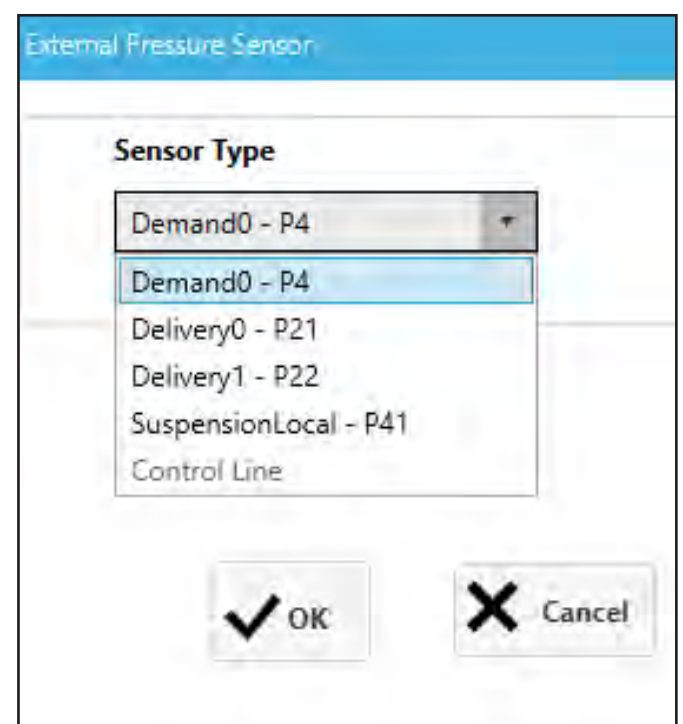 External Pressure Sensor
Sensor Type
Demand0 - P4
Demand0 - P4
Delivery0 - P21
Delivery1 - P22
SuspensionLocal - P41
Control Line
OK
Cancel